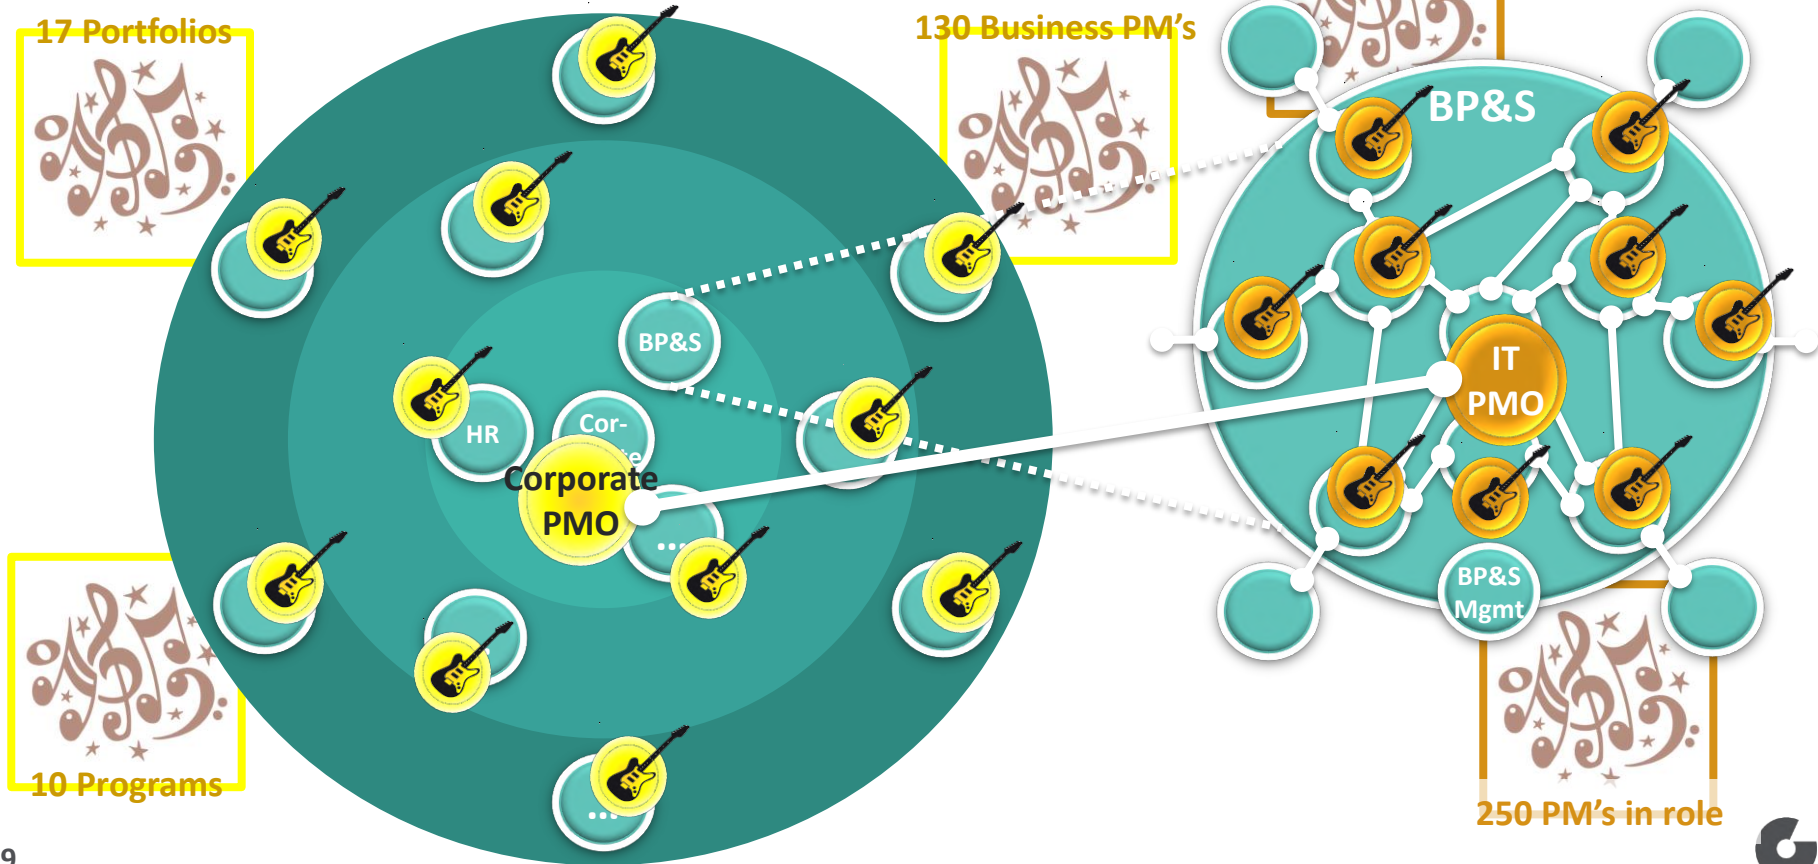 17 Portfolios
130 Business PM's
BP&S
BP&S
IT
PMO
HR
Cor-
Corporate
PMO
...
BP&S
Mgmt
10 Programs
...
250 PM's in role
9